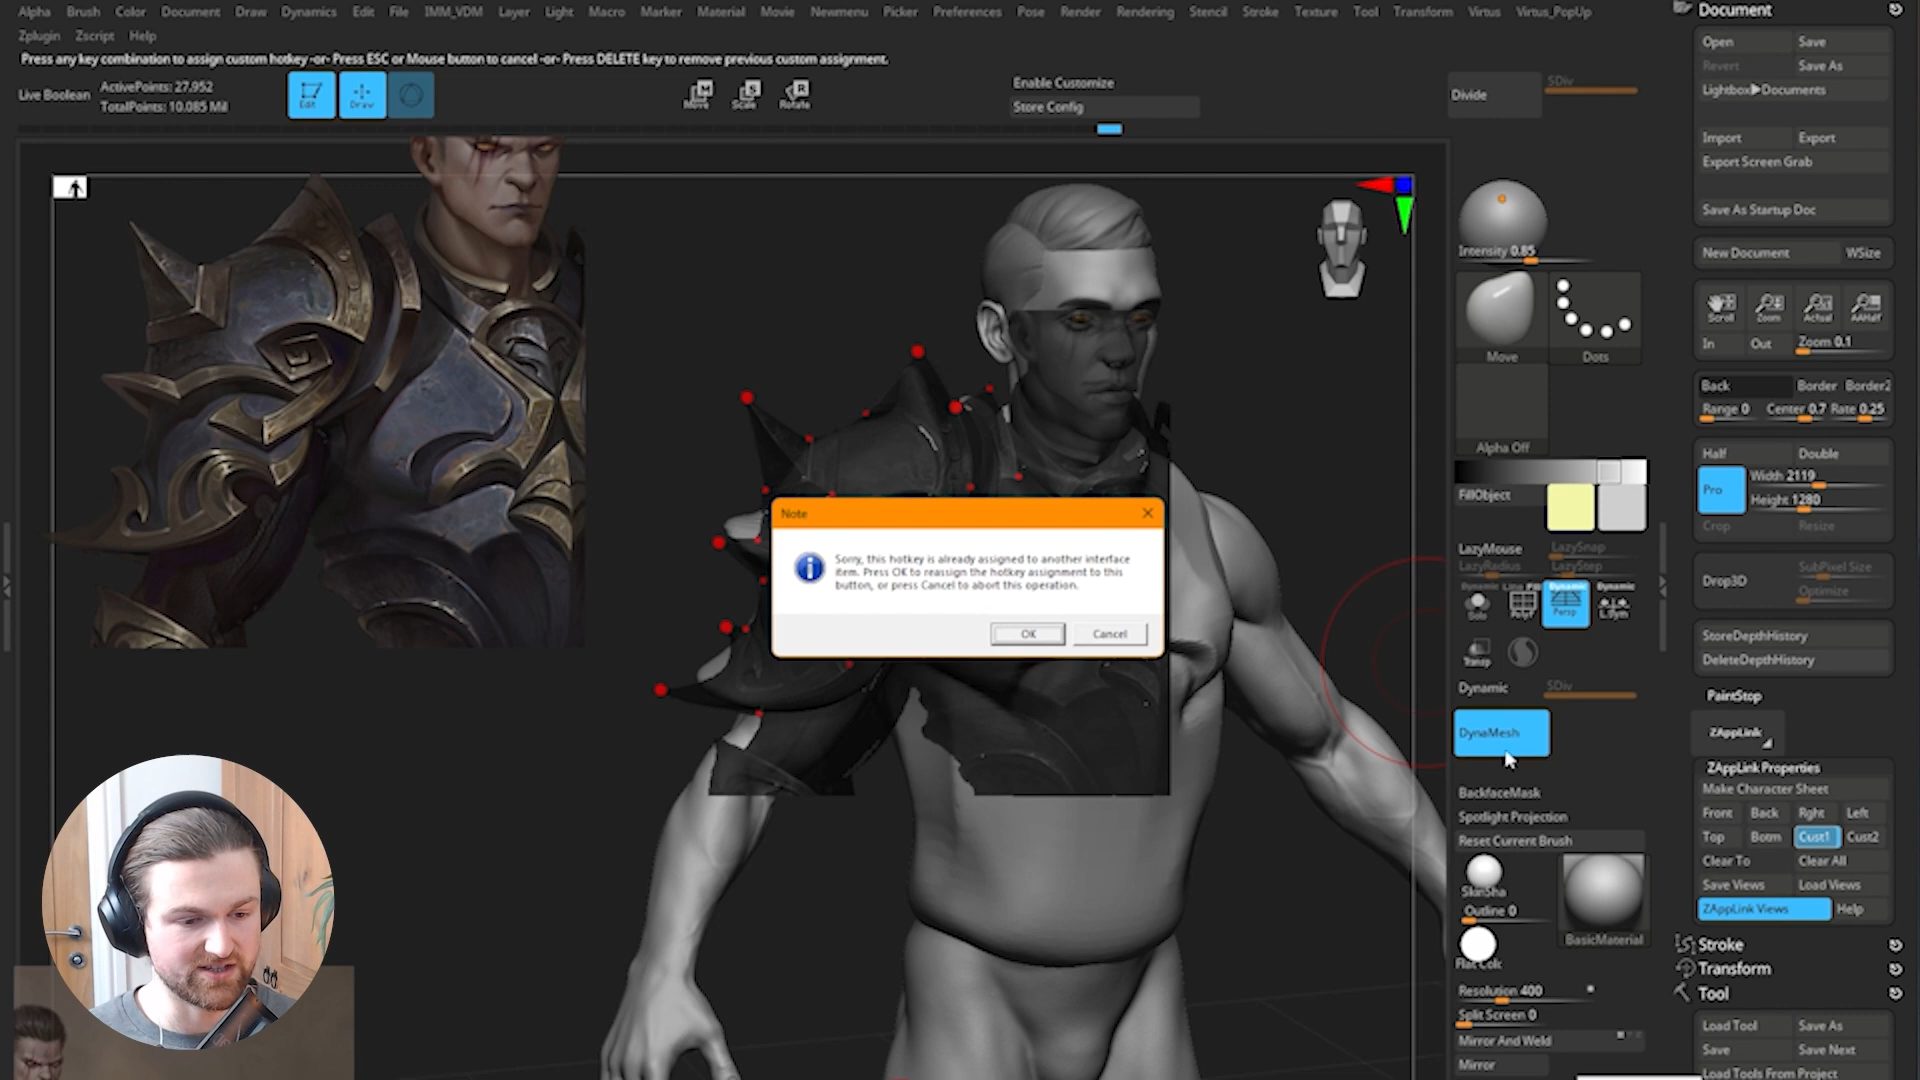 Alpha Brush Color Document Draw Dynamics Edit File IMM_VDM Layer Light Macro Marker Material Movie Newmenu Picker Preferences Pose Render Rendering Stencil Stroke Texture Tool Transform Virtus Virtus_PopUp
Zplugin Zscript Help
Press any key combination to assign custom hotkey -or- Press ESC or Mouse button to cancel -or- Press DELETE key to remove previous custom assignment.
Live Boolean
ActivePoints: 27,952
TotalPoints: 10.085 Mil
Edit
Draw
Move
Scale
Rotate
Enable Customize
Store Config
Divide
SDiv
Intensity 0.85
Move
Dots
Alpha Off
FillObject
LazyMouse
LazySnap
LazyRadius
LazyStep
Dynamic
Solo
PolyF
Dynamic
Persp
Dynamic
L.Sym
Transp
Dynamic
SDiv
DynaMesh
BackfaceMask
Spotlight Projection
Reset Current Brush
SkinSha
Outline 0
BasicMaterial
Flat Colc
Resolution 400
Split Screen 0
Mirror And Weld
Mirror
Note
Sorry, this hotkey is already assigned to another interface
item. Press OK to reassign the hotkey assignment to this
button, or press Cancel to abort this operation.
OK
Cancel
Document
Open
Save
Revert
Save As
Lightbox▶Documents
Import
Export
Export Screen Grab
Save As Startup Doc
New Document
WSize
Scroll
Zoom
Actual
AAHalf
In
Out
Zoom 0.1
Back
Border
Border2
Range 0
Center 0.7
Rate 0.25
Half
Double
Pro
Width 2119
Height 1280
Crop
Resize
Drop3D
SubPixel Size
Optimize
StoreDepthHistory
DeleteDepthHistory
PaintStop
ZAppLink
ZAppLink Properties
Make Character Sheet
Front
Back
Rght
Left
Top
Botm
Cust1
Cust2
Clear To
Clear All
Save Views
Load Views
ZAppLink Views
Help
Stroke
Transform
Tool
Load Tool
Save As
Save
Save Next
Load Tools From Project